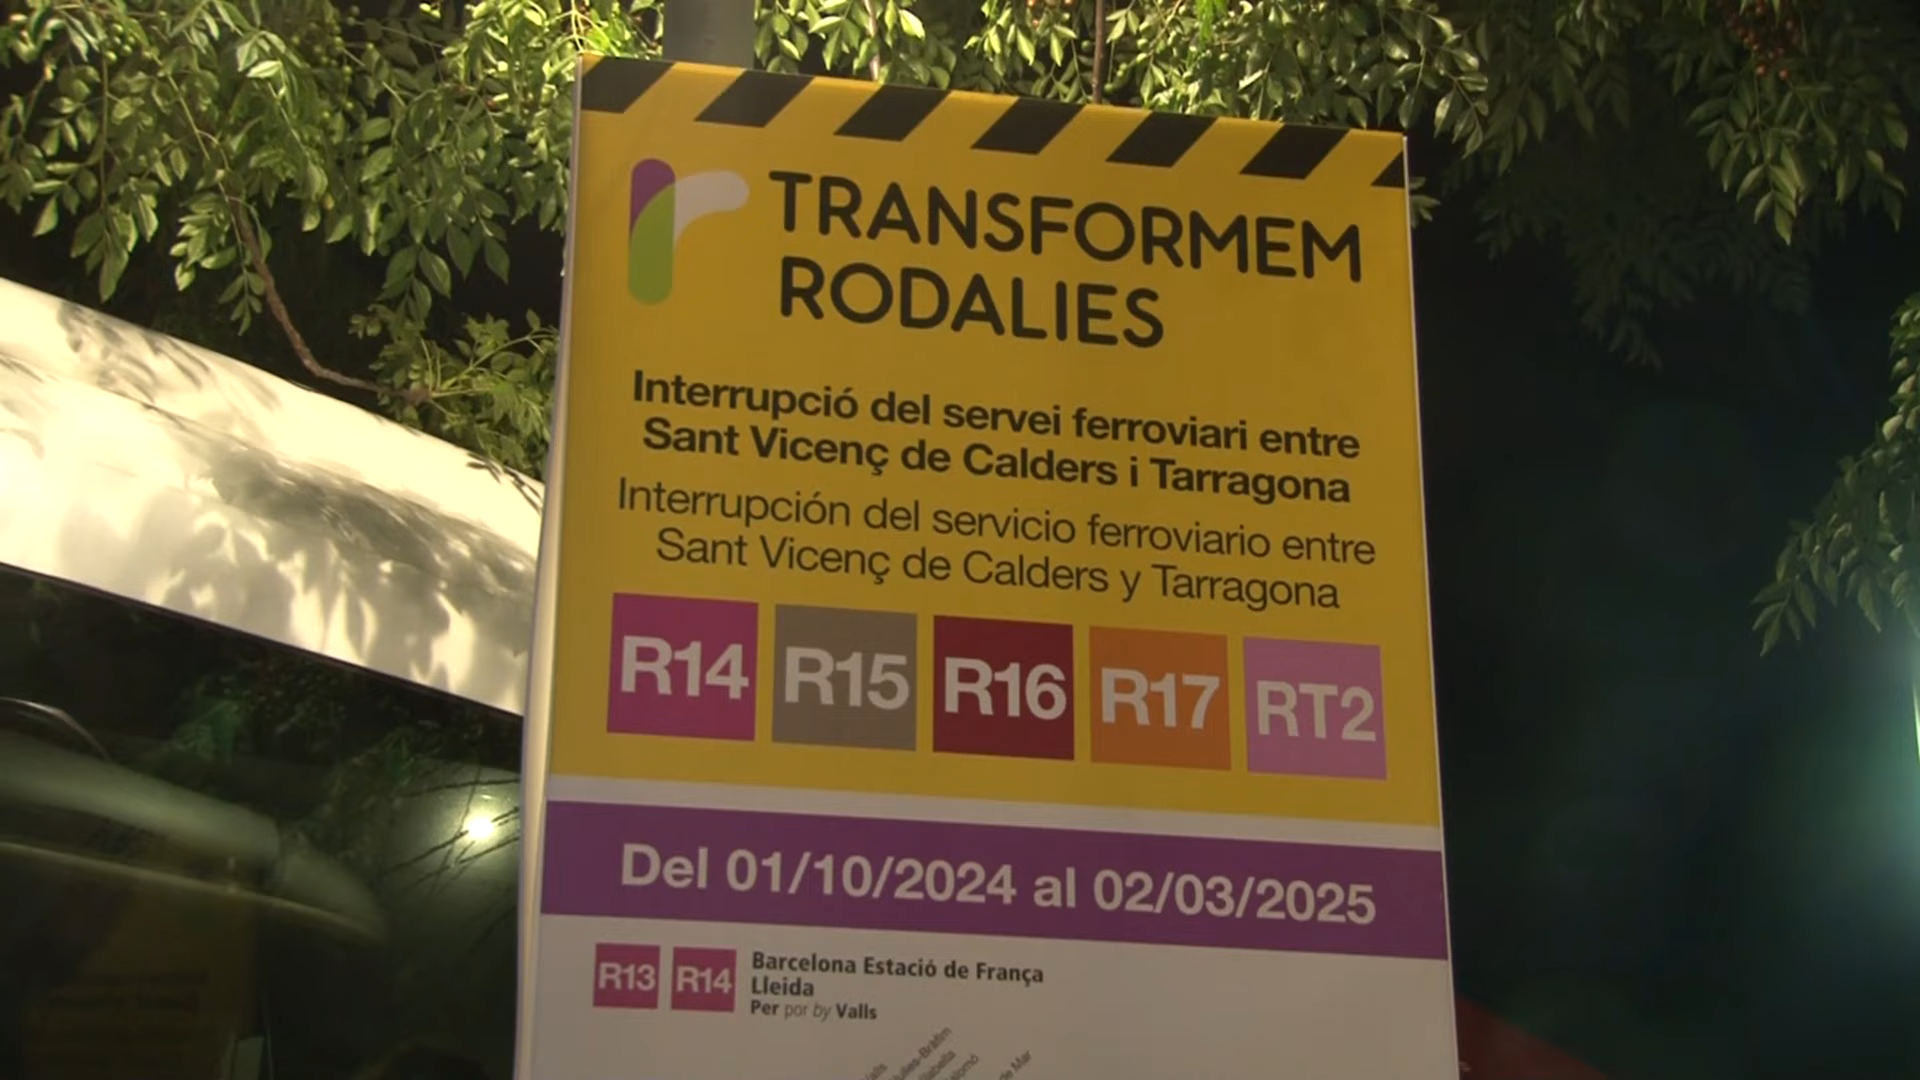 TRANSFORMEM
RODALIES
Interrupció del servei ferroviari entre
Sant Vicenç de Calders i Tarragona
Interrupción del servicio ferroviario entre
Sant Vicenç de Calders y Tarragona
R14 R15 R16 R17 RT2
Del 01/10/2024 al 02/03/2025
R13 R14 Barcelona Estació de França
Lleida
Per por by Valls
de Mar